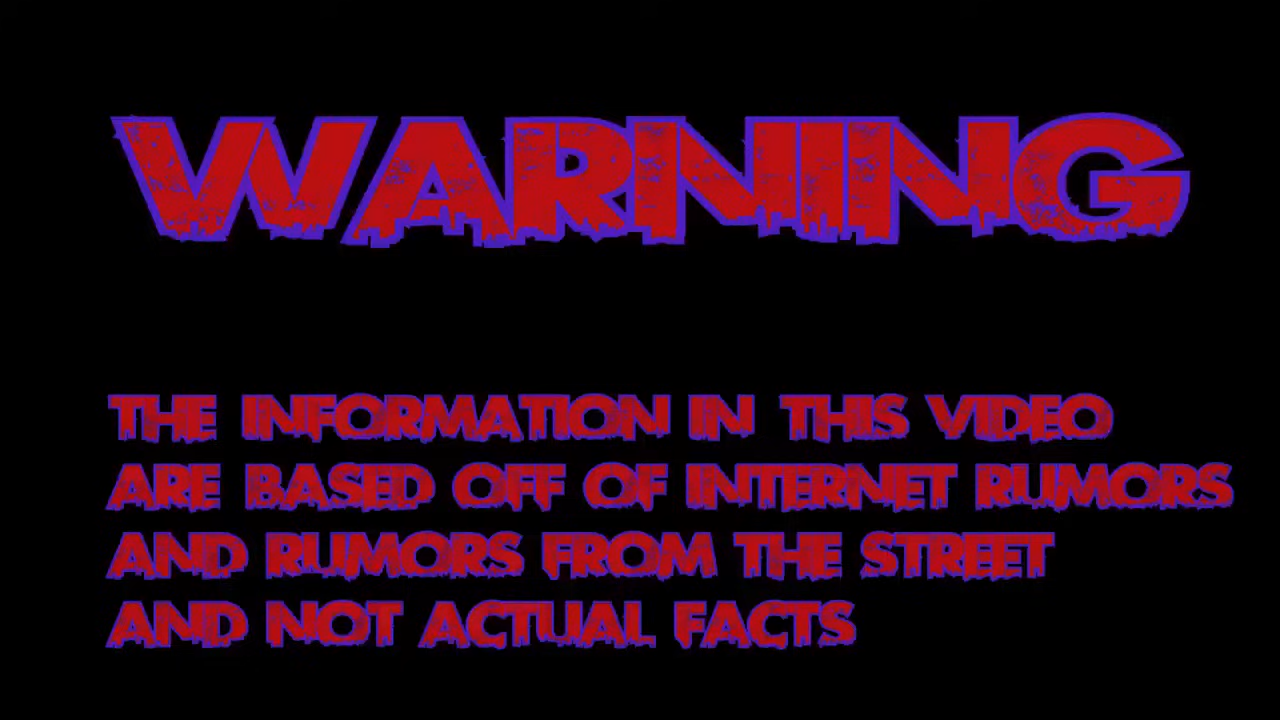 WARNING
THE INFORMATION IN THIS VIDEO
ARE BASED OFF OF INTERNET RUMORS
AND RUMORS FROM THE STREET
AND NOT ACTUAL FACTS